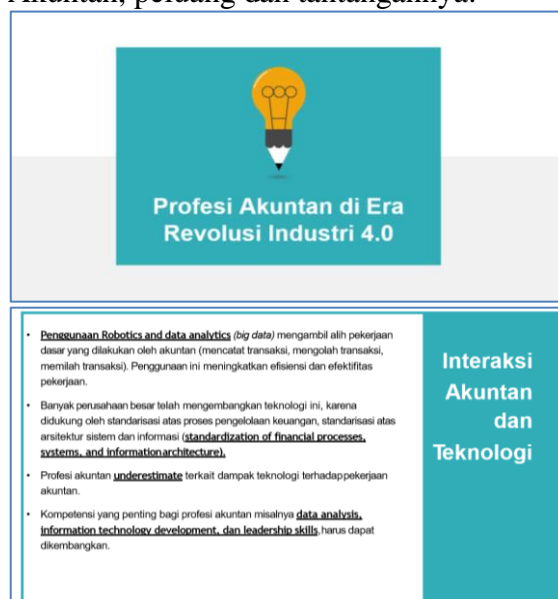 Akuntan, peluang dan tantangannya.
Profesi Akuntan di Era
Revolusi Industri 4.0
• Penggunaan Robotics and data analytics (big data) mengambil alih pekerjaan
dasar yang dilakukan oleh akuntan (mencatat transaksi, mengolah transaksi,
memilah transaksi). Penggunaan ini meningkatkan efisiensi dan efektifitas
pekerjaan.
• Banyak perusahaan besar telah mengembangkan teknologi ini, karena
didukung oleh standarisasi atas proses pengelolaan keuangan, standarisasi atas
arsitektur sistem dan informasi (standardization of financial processes,
systems, and informationarchitecture).
• Profesi akuntan underestimate terkait dampak teknologi terhadappekerjaan
akuntan.
• Kompetensi yang penting bagi profesi akuntan misalnya data analysis,
information technology development, dan leadership skills,harus dapat
dikembangkan.
Interaksi
Akuntan
dan
Teknologi